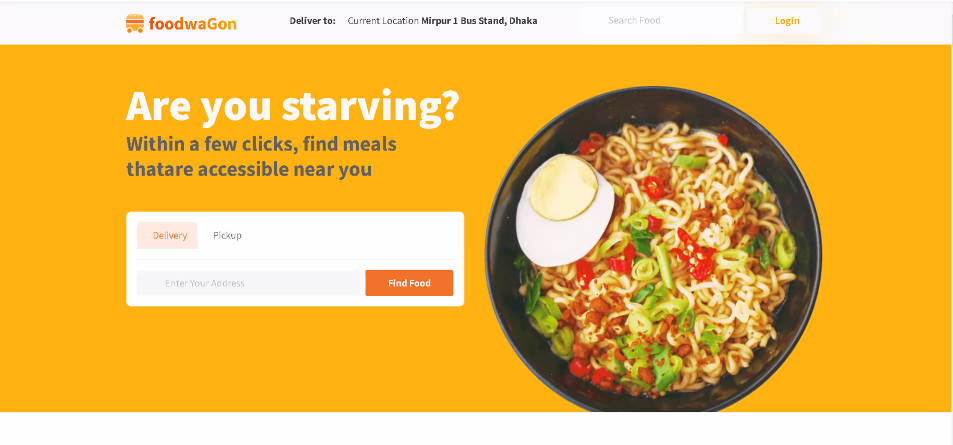 foodwaGon
Deliver to: Current Location Mirpur 1 Bus Stand, Dhaka
Search Food
Login
Are you starving?
Within a few clicks, find meals
thatare accessible near you
Delivery
Pickup
Enter Your Address
Find Food